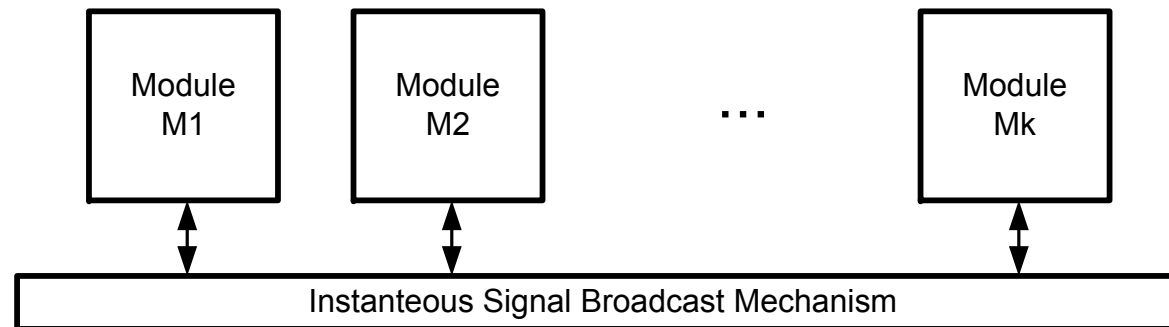 Module
M1
Module
M2
...
Module
Mk
Instanteous Signal Broadcast Mechanism